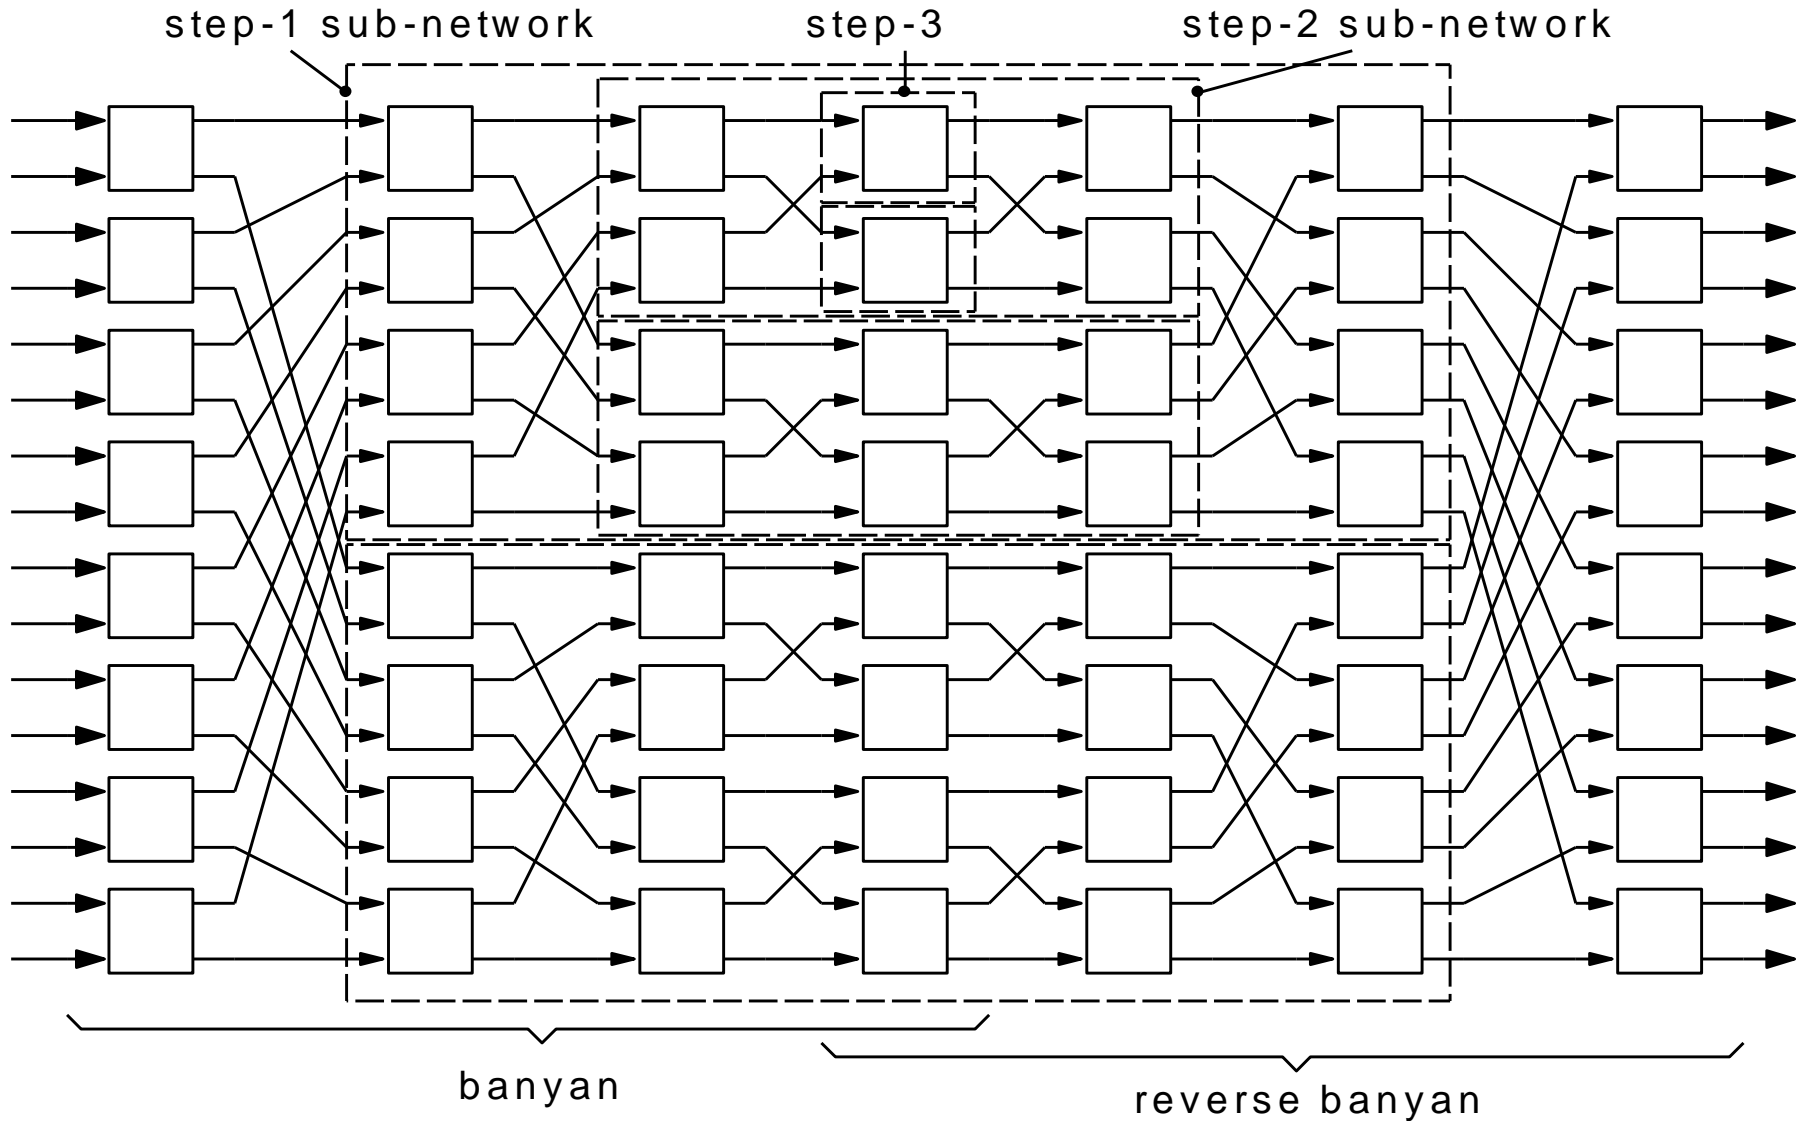 step-1 sub-network
step-3
step-2 sub-network
banyan
reverse banyan